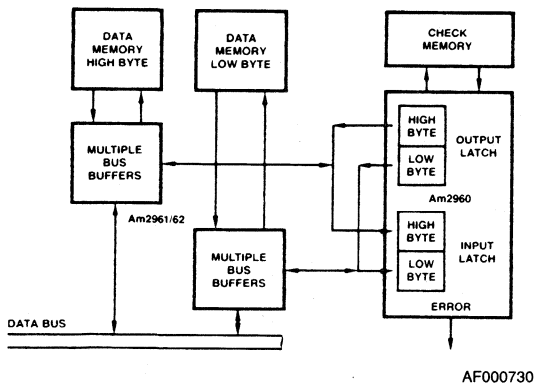 DATA
MEMORY
HIGH BYTE
DATA
MEMORY
LOW BYTE
CHECK
MEMORY
MULTIPLE
BUS
BUFFERS
Am2961/62
HIGH
BYTE
LOW
BYTE
OUTPUT
LATCH
Am2960
HIGH
BYTE
LOW
BYTE
INPUT
LATCH
ERROR
MULTIPLE
BUS
BUFFERS
DATA BUS
AF000730